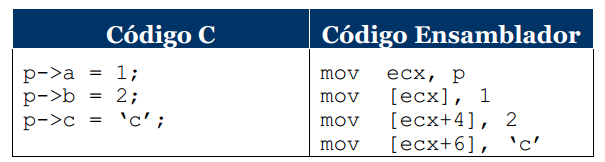 Código C
Código Ensamblador
p->a = 1;
p->b = 2;
p->c = ‘c’;
mov ecx, p
mov [ecx], 1
mov [ecx+4], 2
mov [ecx+6], ‘c’